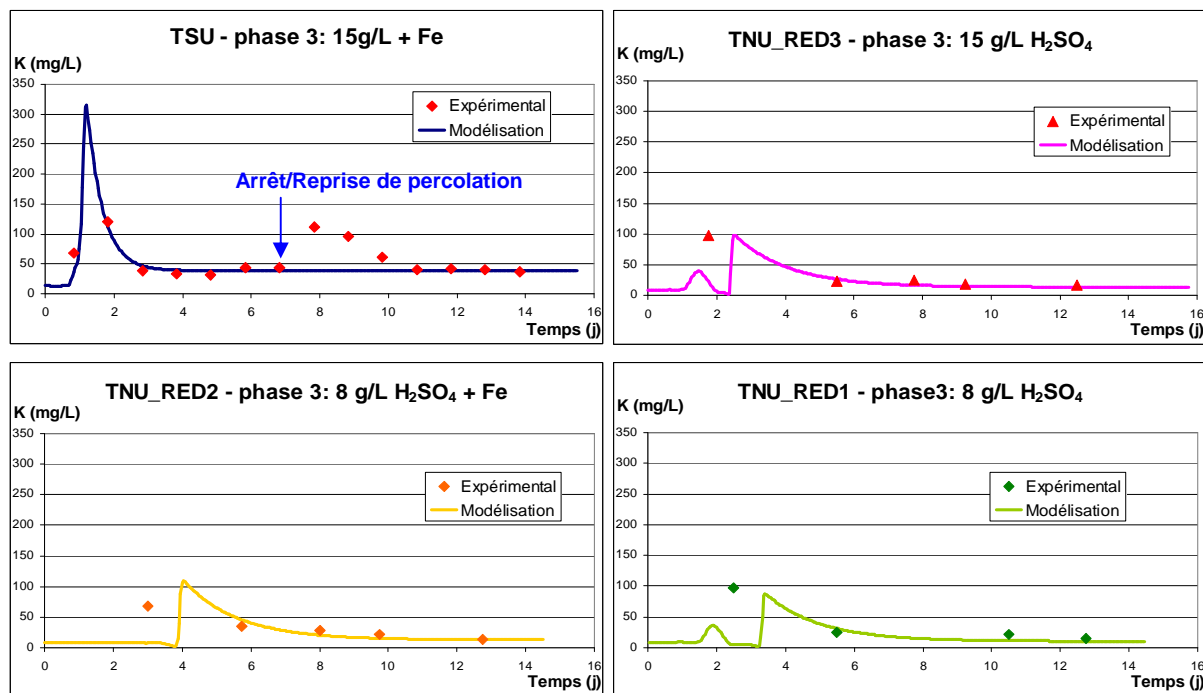 TSU - phase 3: 15g/L + Fe
K (mg/L)
350
300
250
200
150
100
50
0
Expérimental
Modélisation
Arrêt/Reprise de percolation
0 2 4 6 8 10 12 14 16
Temps (j)
TNU_RED3 - phase 3: 15 g/L H₂SO₄
K (mg/L)
350
300
250
200
150
100
50
0
Expérimental
Modélisation
0 2 4 6 8 10 12 14 16
Temps (j)
TNU_RED2 - phase 3: 8 g/L H₂SO₄ + Fe
K (mg/L)
350
300
250
200
150
100
50
0
Expérimental
Modélisation
0 2 4 6 8 10 12 14 16
Temps (j)
TNU_RED1 - phase3: 8 g/L H₂SO₄
K (mg/L)
350
300
250
200
150
100
50
0
Expérimental
Modélisation
0 2 4 6 8 10 12 14 16
Temps (j)